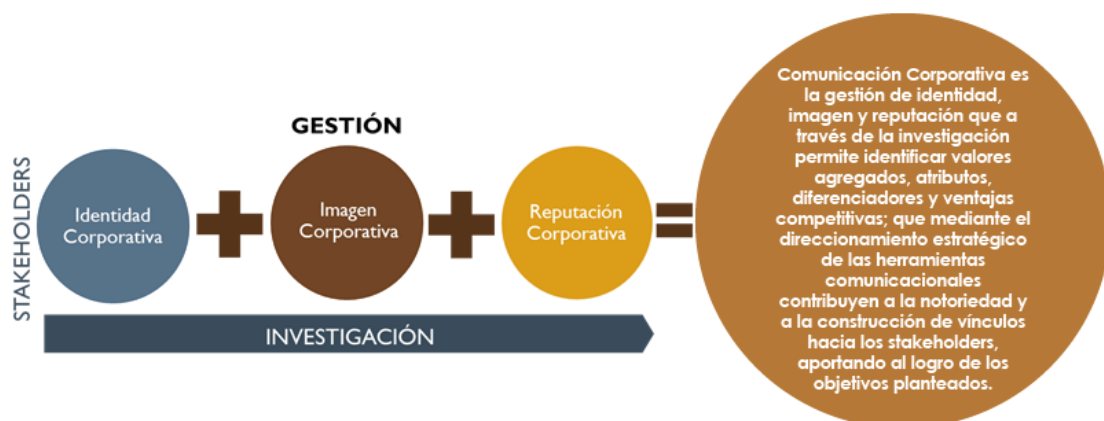 STAKEHOLDERS
GESTIÓN
Identidad
Corporativa
Imagen
Corporativa
Reputación
Corporativa
INVESTIGACIÓN
Comunicación Corporativa es
la gestión de identidad,
imagen y reputación que a
través de la investigación
permite identificar valores
agregados, atributos,
diferenciadores y ventajas
competitivas; que mediante el
direccionamiento estratégico
de las herramientas
comunicacionales
contribuyen a la notoriedad y
a la construcción de vínculos
hacia los stakeholders,
aportando al logro de los
objetivos planteados.